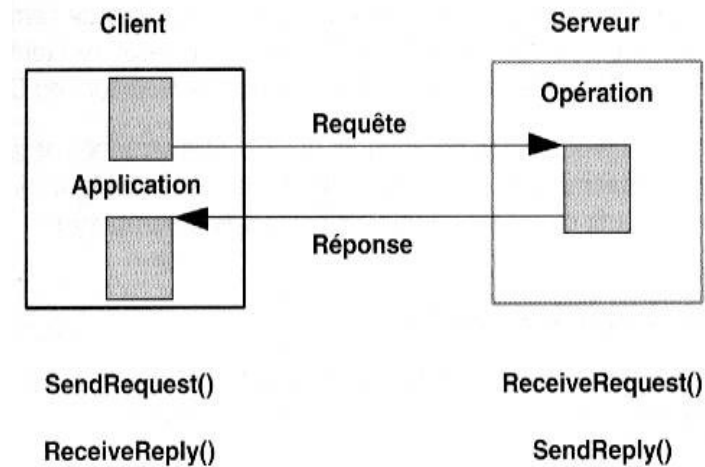 Client
Serveur
Opération
Requête
Application
Réponse
SendRequest()
ReceiveRequest()
ReceiveReply()
SendReply()